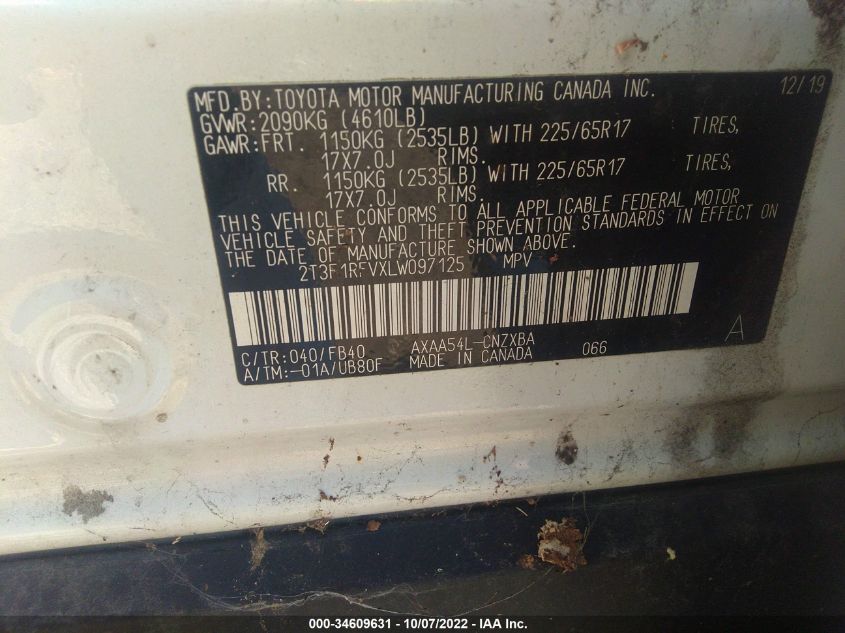 MFD. BY: TOYOTA MOTOR MANUFACTURING CANADA INC. 12/19
GVWR: 2090KG (4610LB)
GAWR: FRT. 1150KG (2535LB) WITH 225/65R17 TIRES,
17X7.0J RIMS.
RR. 1150KG (2535LB) WITH 225/65R17 TIRES,
17X7.0J RIMS.
THIS VEHICLE CONFORMS TO ALL APPLICABLE FEDERAL MOTOR
VEHICLE SAFETY AND THEFT PREVENTION STANDARDS IN EFFECT ON
THE DATE OF MANUFACTURE SHOWN ABOVE.
2T3F1RFVXLW097125 MPV
C/TR: 040/FB40 AXAA54L-CNZXBA 066 A
A/TM: -01A/UB80F MADE IN CANADA
000-34609631 - 10/07/2022 - IAA Inc.